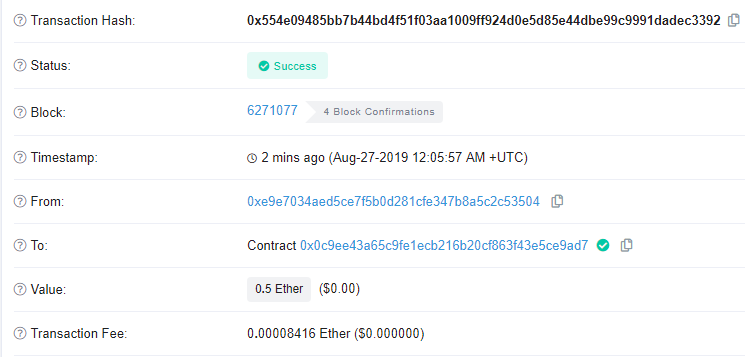 Transaction Hash: 0x554e09485bb7b44bd4f51f03aa1009ff924d0e5d85e44dbe99c9991dadec3392
Status: Success
Block: 6271077 4 Block Confirmations
Timestamp: 2 mins ago (Aug-27-2019 12:05:57 AM +UTC)
From: 0xe9e7034aed5ce7f5b0d281cfe347b8a5c2c53504
To: Contract 0x0c9ee43a65c9fe1ecb216b20cf863f43e5ce9ad7
Value: 0.5 Ether ($0.00)
Transaction Fee: 0.00008416 Ether ($0.000000)